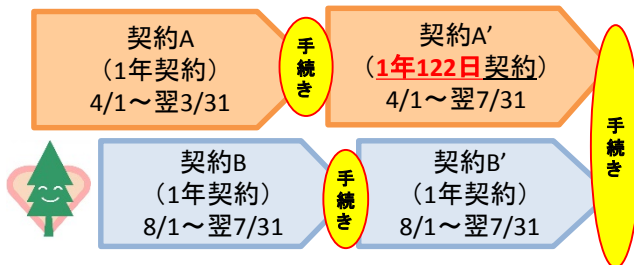 契約A
（1年契約）
4/1～翌3/31
手続き
契約A’
（1年122日契約）
4/1～翌7/31
手続き
契約B
（1年契約）
8/1～翌7/31
手続き
契約B’
（1年契約）
8/1～翌7/31